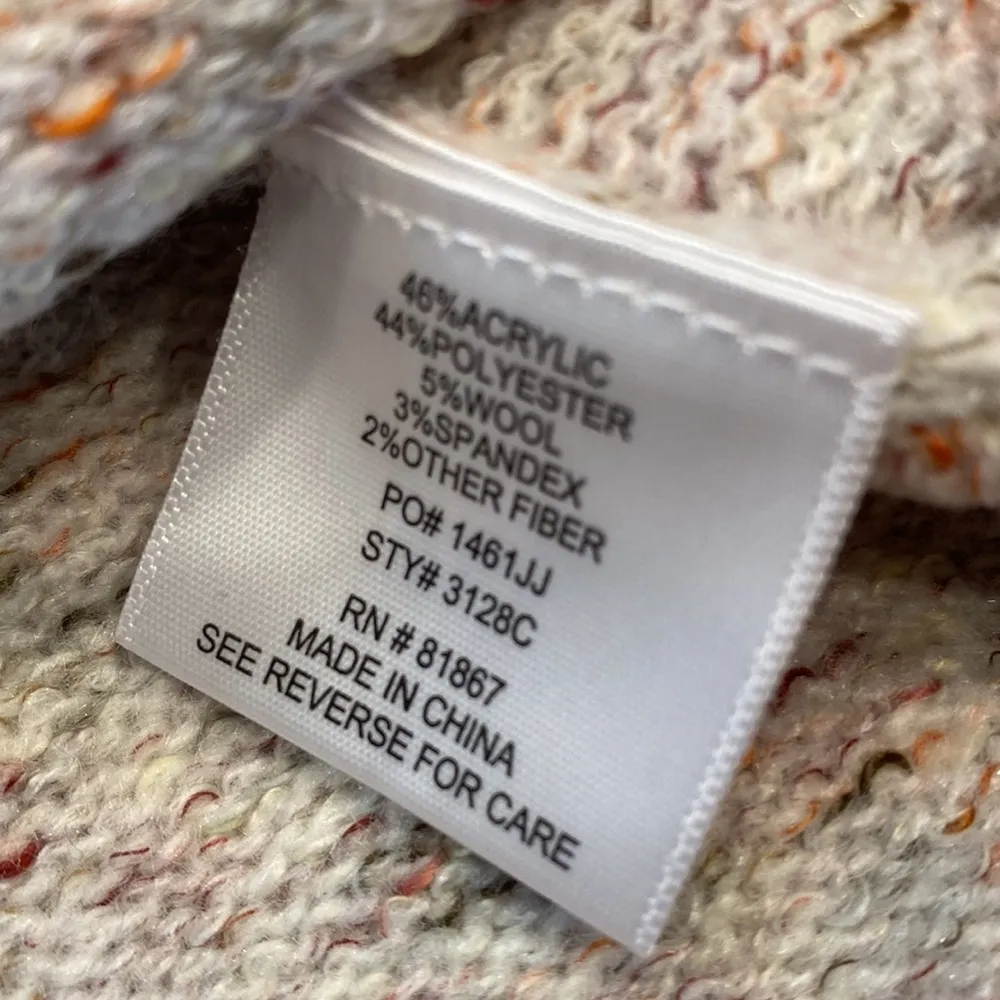 46%ACRYLIC
44%POLYESTER
5%WOOL
3%SPANDEX
2%OTHER FIBER
PO# 1461JJ
STY# 3128C
RN # 81867
MADE IN CHINA
SEE REVERSE FOR CARE